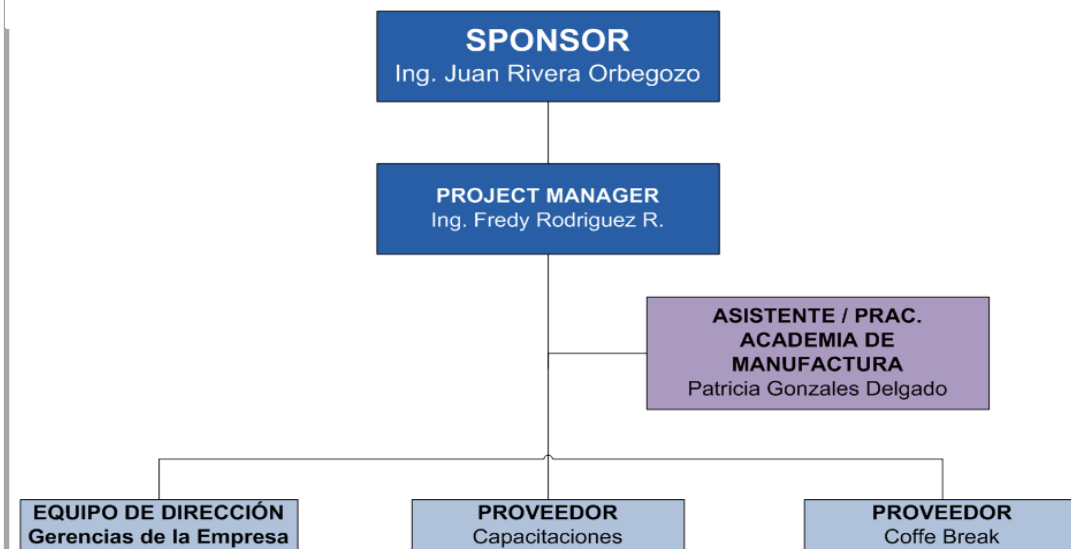 SPONSOR
Ing. Juan Rivera Orbegozo
PROJECT MANAGER
Ing. Fredy Rodriguez R.
ASISTENTE / PRAC.
ACADEMIA DE
MANUFACTURA
Patricia Gonzales Delgado
EQUIPO DE DIRECCIÓN
Gerencias de la Empresa
PROVEEDOR
Capacitaciones
PROVEEDOR
Coffe Break